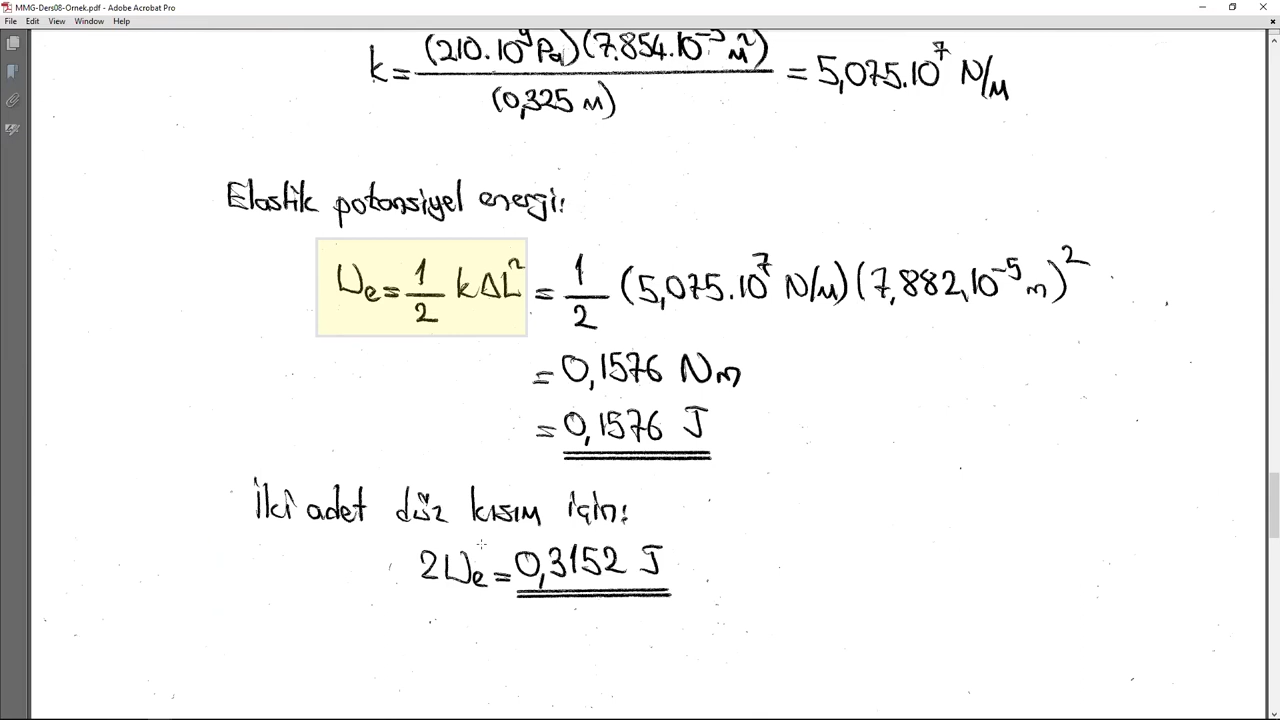 MMG-Ders08-Ornek.pdf - Adobe Acrobat Pro
File Edit View Window Help
k = (210.10⁹ Pa)(7.854.10⁻⁵ m²) / (0,325 m) = 5,075.10⁷ N/m
Elastik potansiyel energi:
Ue = 1/2 kΔL² = 1/2 (5,075.10⁷ N/m)(7,882.10⁻⁵ m)²
= 0,1576 Nm
= 0,1576 J
İki adet düz kısım için:
2Ue = 0,3152 J